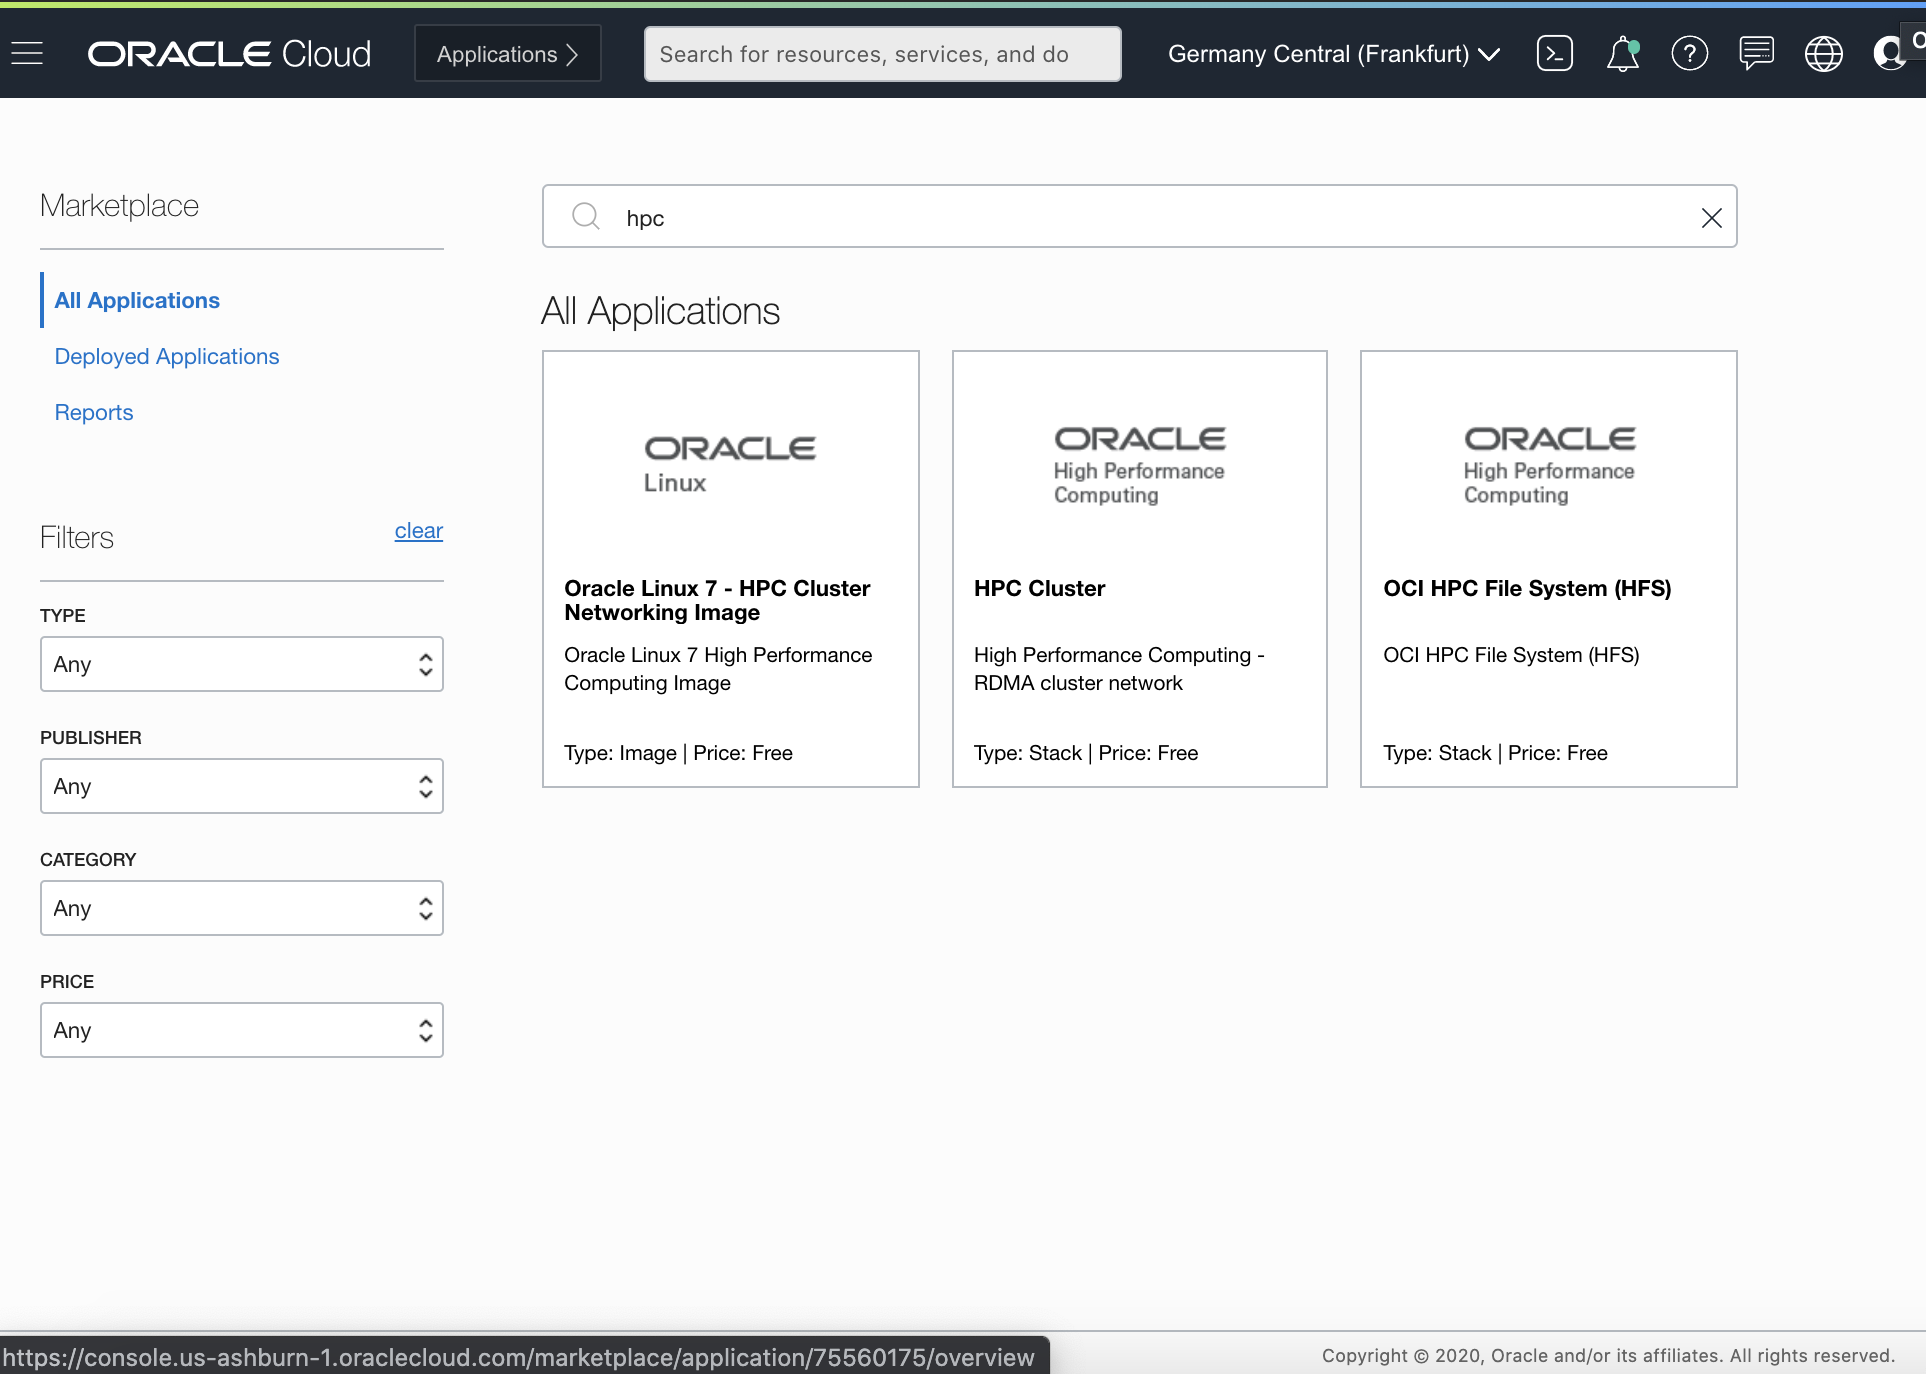 ORACLE Cloud
Applications
Search for resources, services, and do
Germany Central (Frankfurt)
Marketplace
All Applications
Deployed Applications
Reports
Filters
clear
TYPE
Any
PUBLISHER
Any
CATEGORY
Any
PRICE
Any
hpc
All Applications
ORACLE
Linux
Oracle Linux 7 - HPC Cluster
Networking Image
Oracle Linux 7 High Performance
Computing Image
Type: Image | Price: Free
ORACLE
High Performance
Computing
HPC Cluster
High Performance Computing -
RDMA cluster network
Type: Stack | Price: Free
ORACLE
High Performance
Computing
OCI HPC File System (HFS)
OCI HPC File System (HFS)
Type: Stack | Price: Free
https://console.us-ashburn-1.oraclecloud.com/marketplace/application/75560175/overview
Copyright © 2020, Oracle and/or its affiliates. All rights reserved.